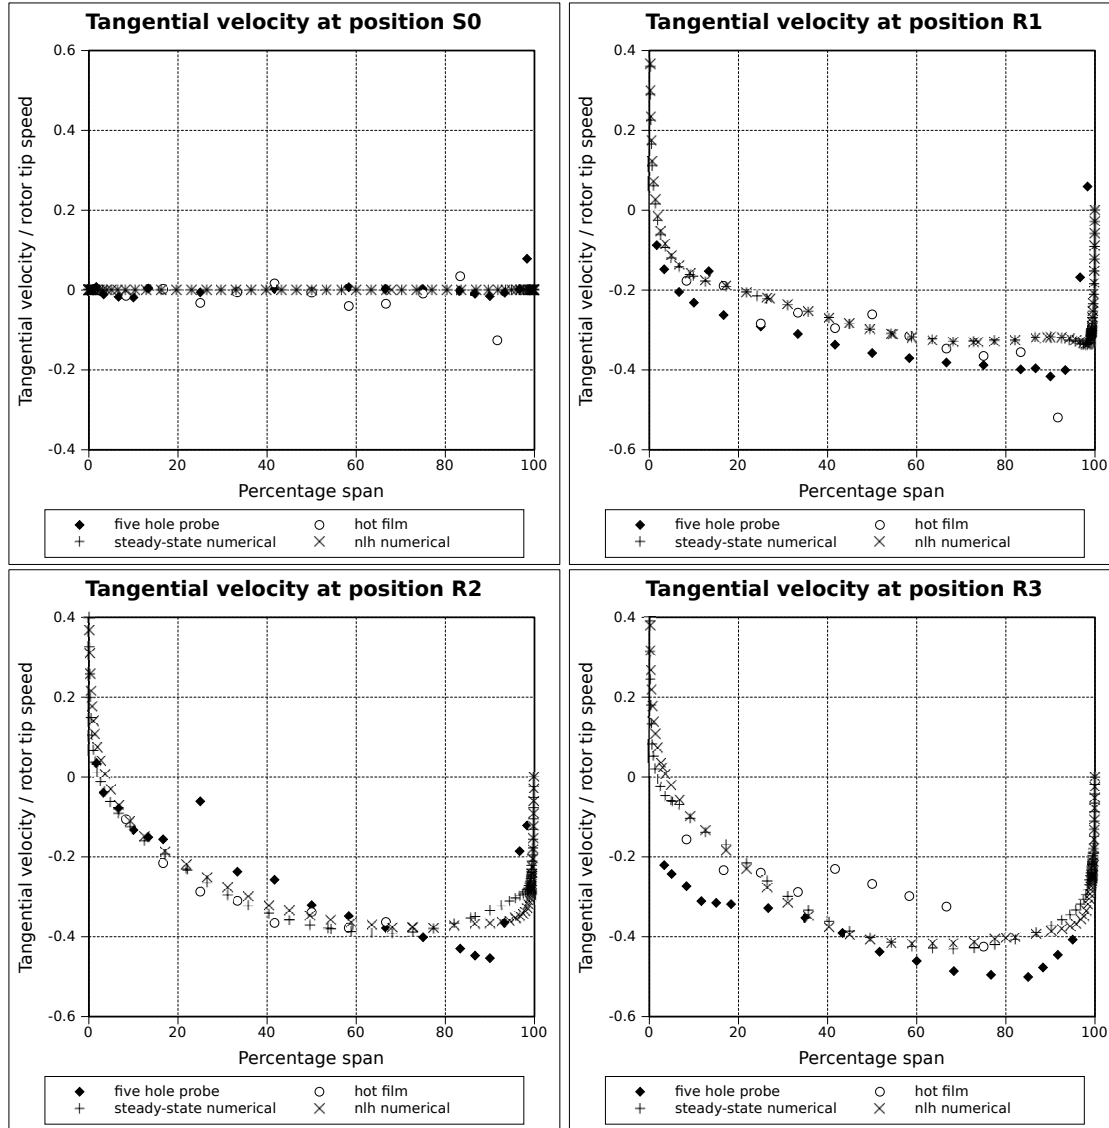 Tangential velocity at position S0
Tangential velocity / rotor tip speed
0.6
0.4
0.2
0
-0.2
-0.4
0 20 40 60 80 100
Percentage span
five hole probe hot film
steady-state numerical nlh numerical
Tangential velocity at position R1
Tangential velocity / rotor tip speed
0.4
0.2
0
-0.2
-0.4
-0.6
0 20 40 60 80 100
Percentage span
five hole probe hot film
steady-state numerical nlh numerical
Tangential velocity at position R2
Tangential velocity / rotor tip speed
0.4
0.2
0
-0.2
-0.4
-0.6
0 20 40 60 80 100
Percentage span
five hole probe hot film
steady-state numerical nlh numerical
Tangential velocity at position R3
Tangential velocity / rotor tip speed
0.4
0.2
0
-0.2
-0.4
-0.6
0 20 40 60 80 100
Percentage span
five hole probe hot film
steady-state numerical nlh numerical